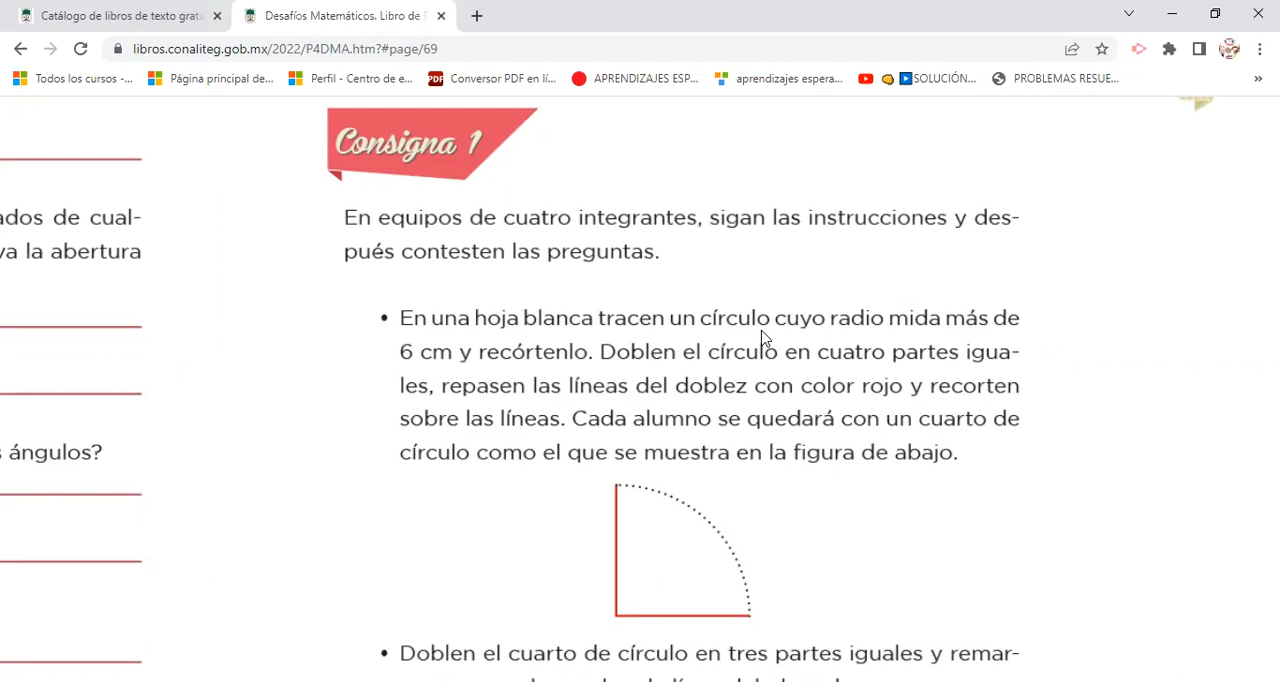 Catálogo de libros de texto gratu
Desafíos Matemáticos. Libro de
libros.conaliteg.gob.mx/2022/P4DMA.htm?#page/69
Todos los cursos -...
Página principal de...
Perfil - Centro de e...
PDF
Conversor PDF en lí...
APRENDIZAJES ESP...
aprendizajes espera...
SOLUCIÓN...
PROBLEMAS RESUE...
Consigna 1
ados de cual-
va la abertura
s ángulos?
En equipos de cuatro integrantes, sigan las instrucciones y des-
pués contesten las preguntas.
• En una hoja blanca tracen un círculo cuyo radio mida más de
6 cm y recórtenlo. Doblen el círculo en cuatro partes igua-
les, repasen las líneas del doblez con color rojo y recorten
sobre las líneas. Cada alumno se quedará con un cuarto de
círculo como el que se muestra en la figura de abajo.
• Doblen el cuarto de círculo en tres partes iguales y remar-